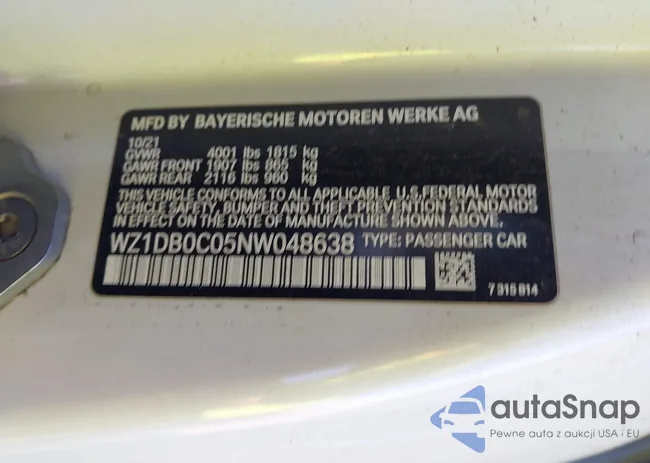 MFD BY BAYERISCHE MOTOREN WERKE AG
10/21
GVWR 4001 lbs 1815 kg
GAWR FRONT 1907 lbs 865 kg
GAWR REAR 2116 lbs 960 kg
THIS VEHICLE CONFORMS TO ALL APPLICABLE U.S.FEDERAL MOTOR
VEHICLE SAFETY, BUMPER AND THEFT PREVENTION STANDARDS
IN EFFECT ON THE DATE OF MANUFACTURE SHOWN ABOVE.
WZ1DB0C05NW048638 TYPE: PASSENGER CAR
7 315 814
autoSnap
Pewne auta z aukcji USA i EU